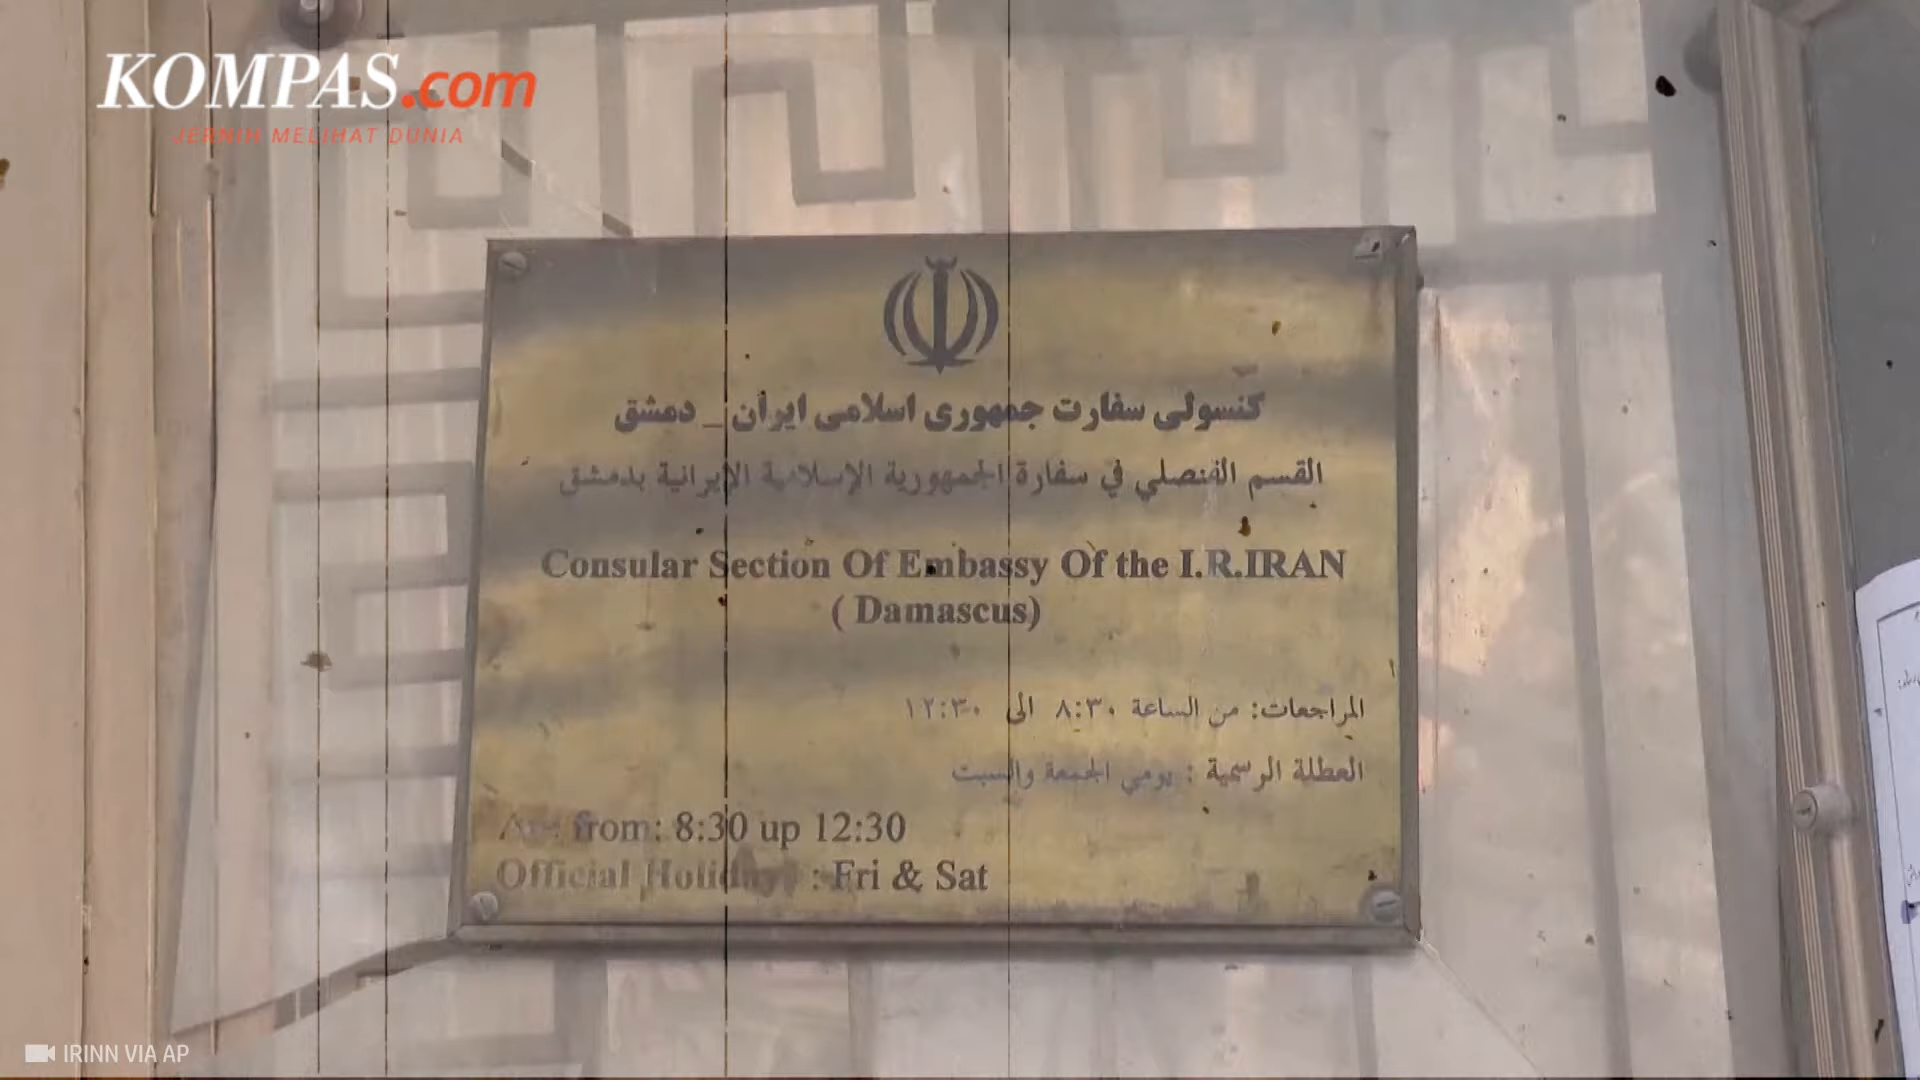 KOMPAS.com
JERNIH MELIHAT DUNIA
کنسولی سفارت جمهوری اسلامی ایران _ دمشق
القسم القنصلي في سفارة الجمهورية الإسلامية الإيرانية بدمشق
Consular Section Of Embassy Of the I.R.IRAN
( Damascus)
المراجعات: من الساعة ٨:٣٠ الى ١٢:٣٠
العطلة الرسمية : يومي الجمعة والسبت
from: 8:30 up 12:30
Official Holiday : Fri & Sat
IRINN VIA AP